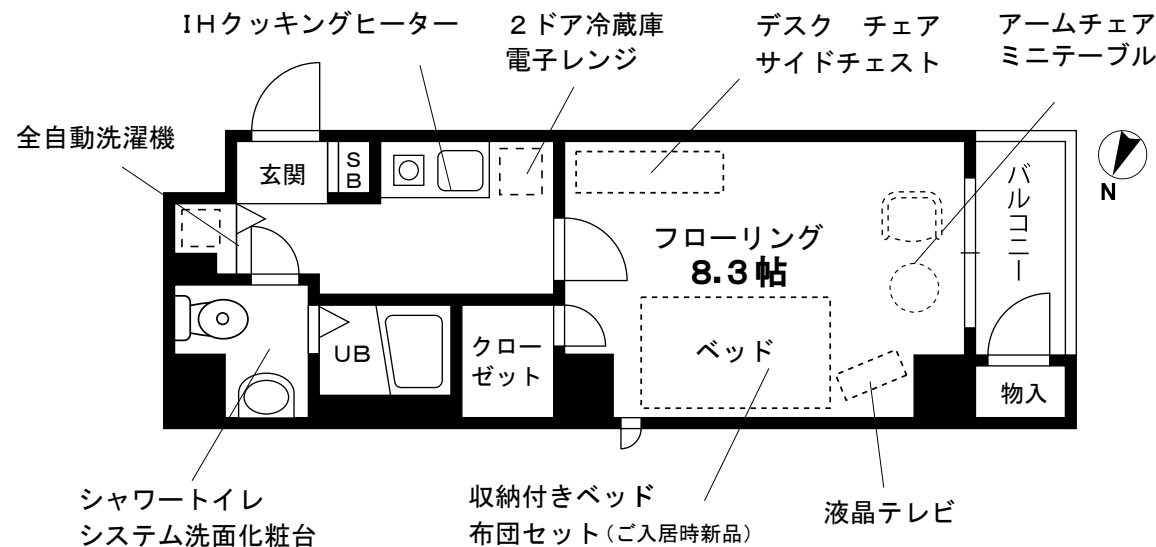 IHクッキングヒーター
２ドア冷蔵庫
電子レンジ
デスク　チェア
サイドチェスト
アームチェア
ミニテーブル
全自動洗濯機
玄関
SB
バルコニー
N
フローリング
8.3帖
UB
クロー
ゼット
ベッド
物入
シャワートイレ
システム洗面化粧台
収納付きベッド
布団セット（ご入居時新品）
液晶テレビ